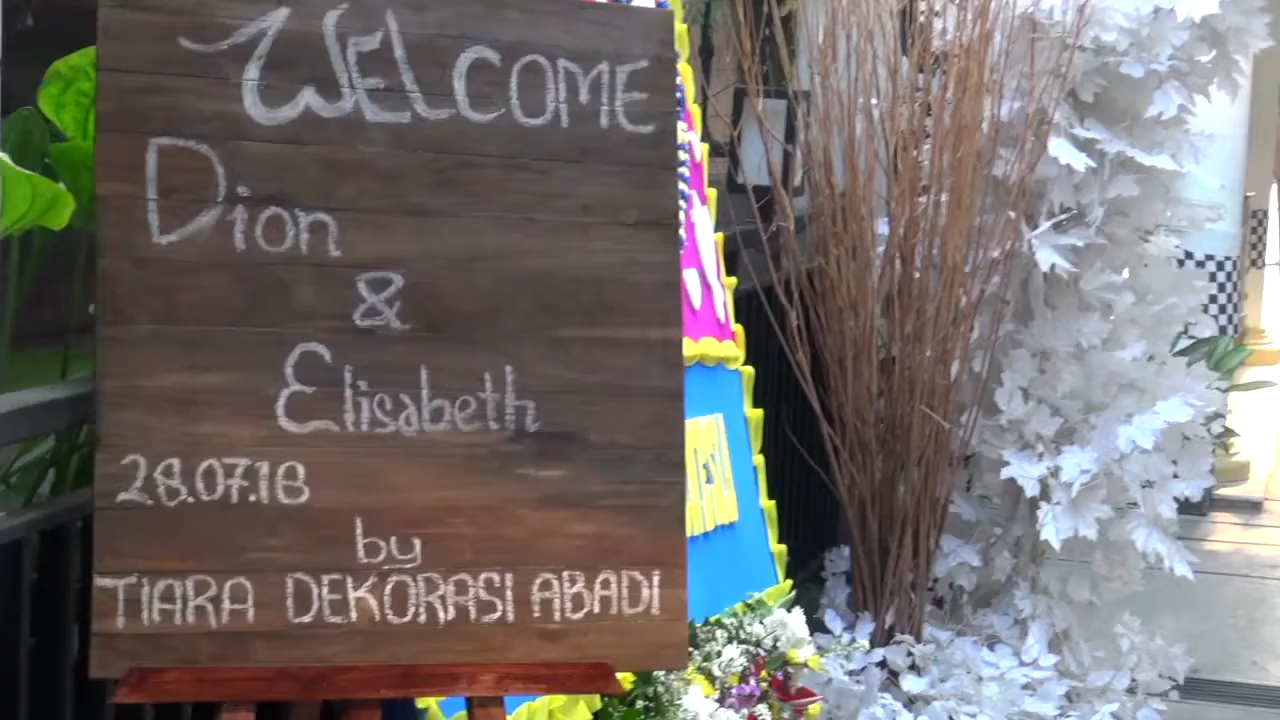 WELCOME
Dion
&
Elisabeth
28.07.18
by
TIARA DEKORASI ABADI